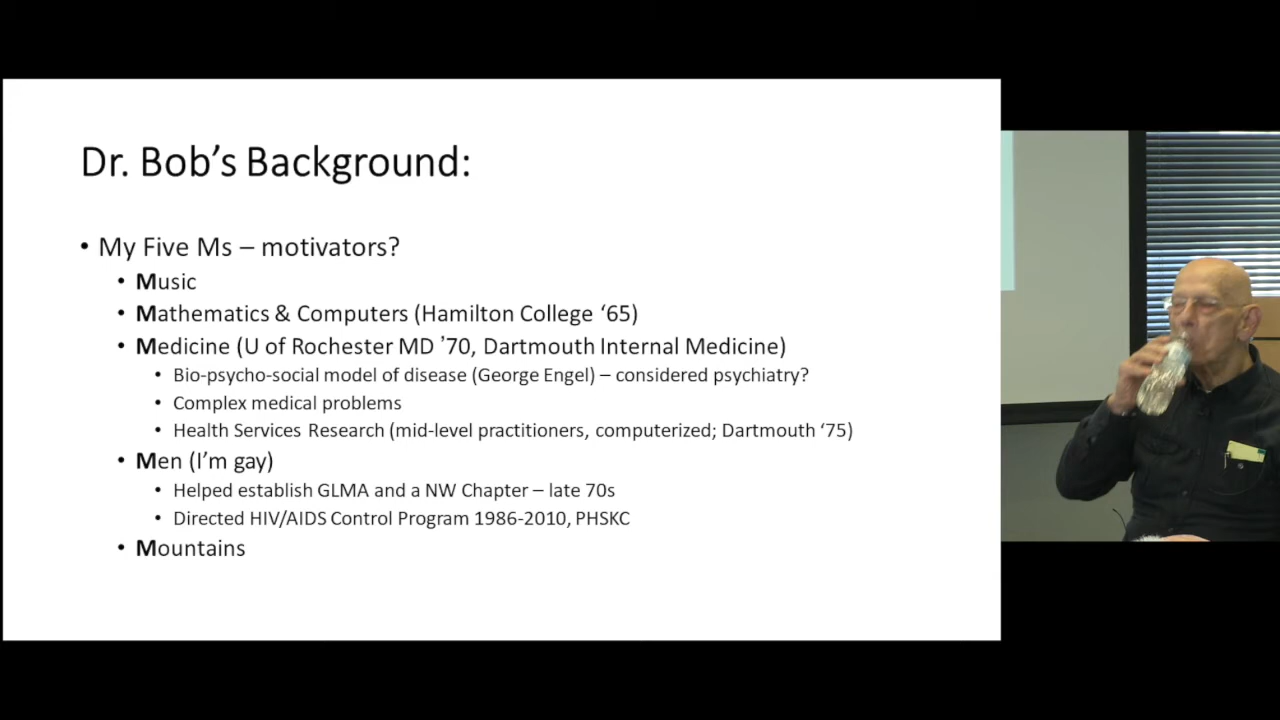 Dr. Bob’s Background:
• My Five Ms – motivators?
• Music
• Mathematics & Computers (Hamilton College ‘65)
• Medicine (U of Rochester MD ’70, Dartmouth Internal Medicine)
• Bio-psycho-social model of disease (George Engel) – considered psychiatry?
• Complex medical problems
• Health Services Research (mid-level practitioners, computerized; Dartmouth ‘75)
• Men (I’m gay)
• Helped establish GLMA and a NW Chapter – late 70s
• Directed HIV/AIDS Control Program 1986-2010, PHSKC
• Mountains